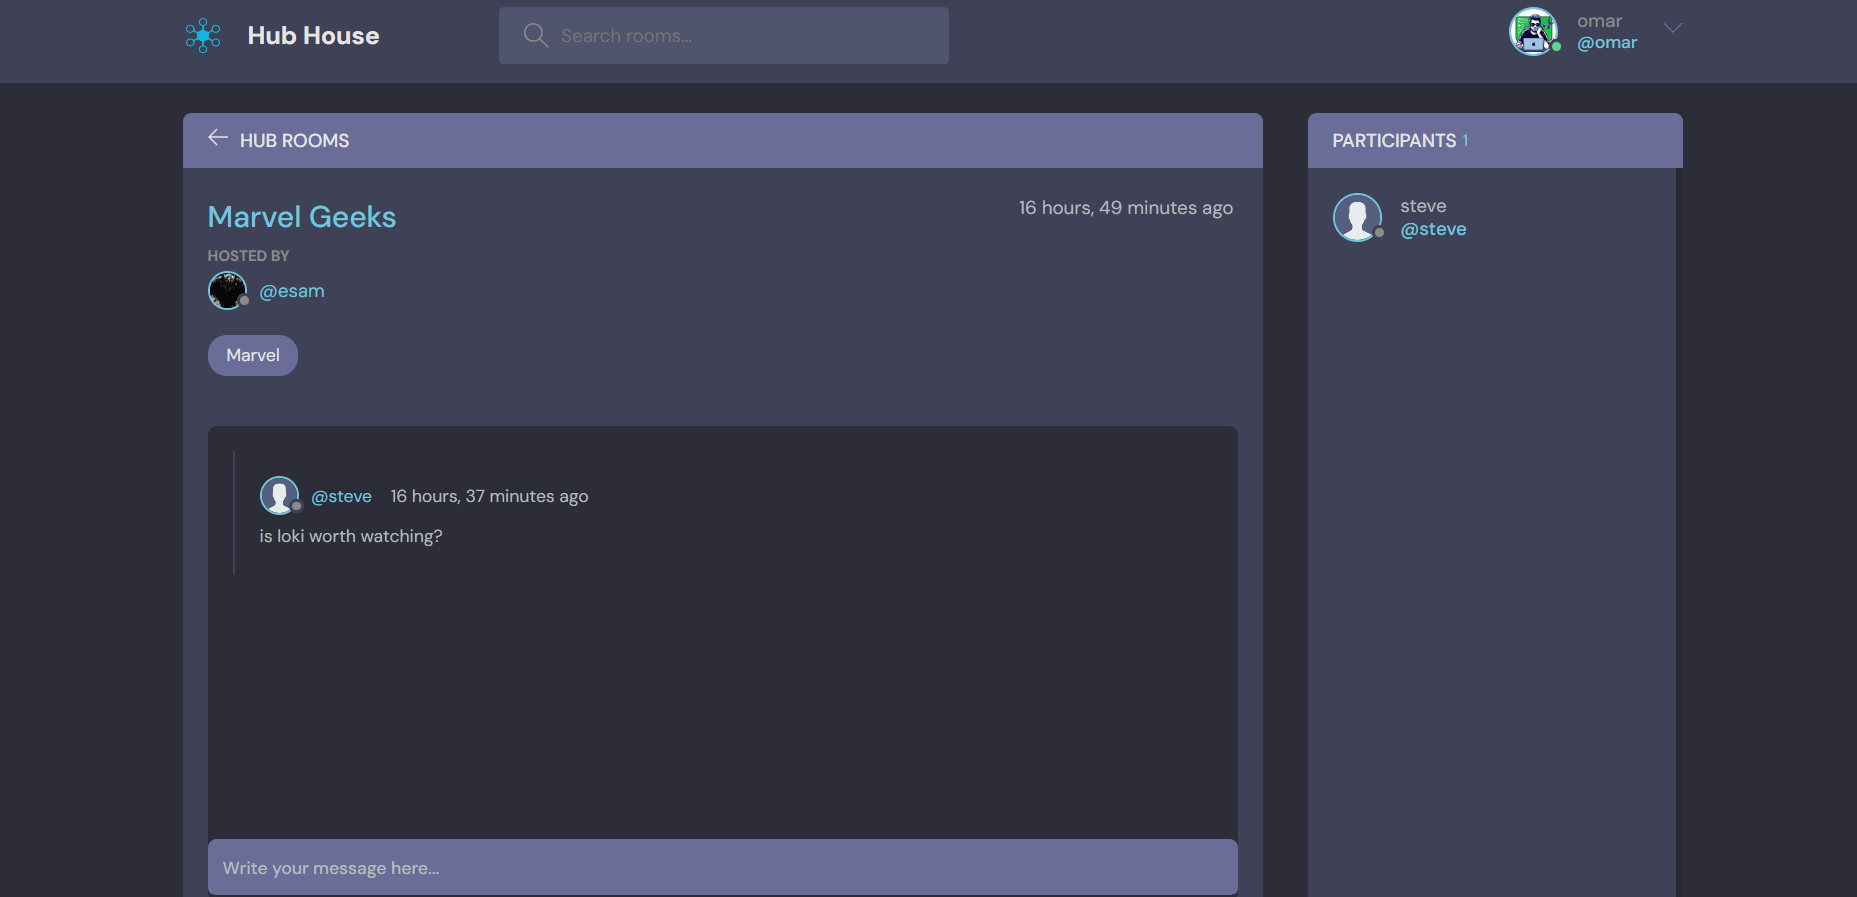 Hub House
Search rooms...
omar
@omar
HUB ROOMS
Marvel Geeks
16 hours, 49 minutes ago
HOSTED BY
@esam
Marvel
@steve 16 hours, 37 minutes ago
is loki worth watching?
Write your message here...
PARTICIPANTS 1
steve
@steve